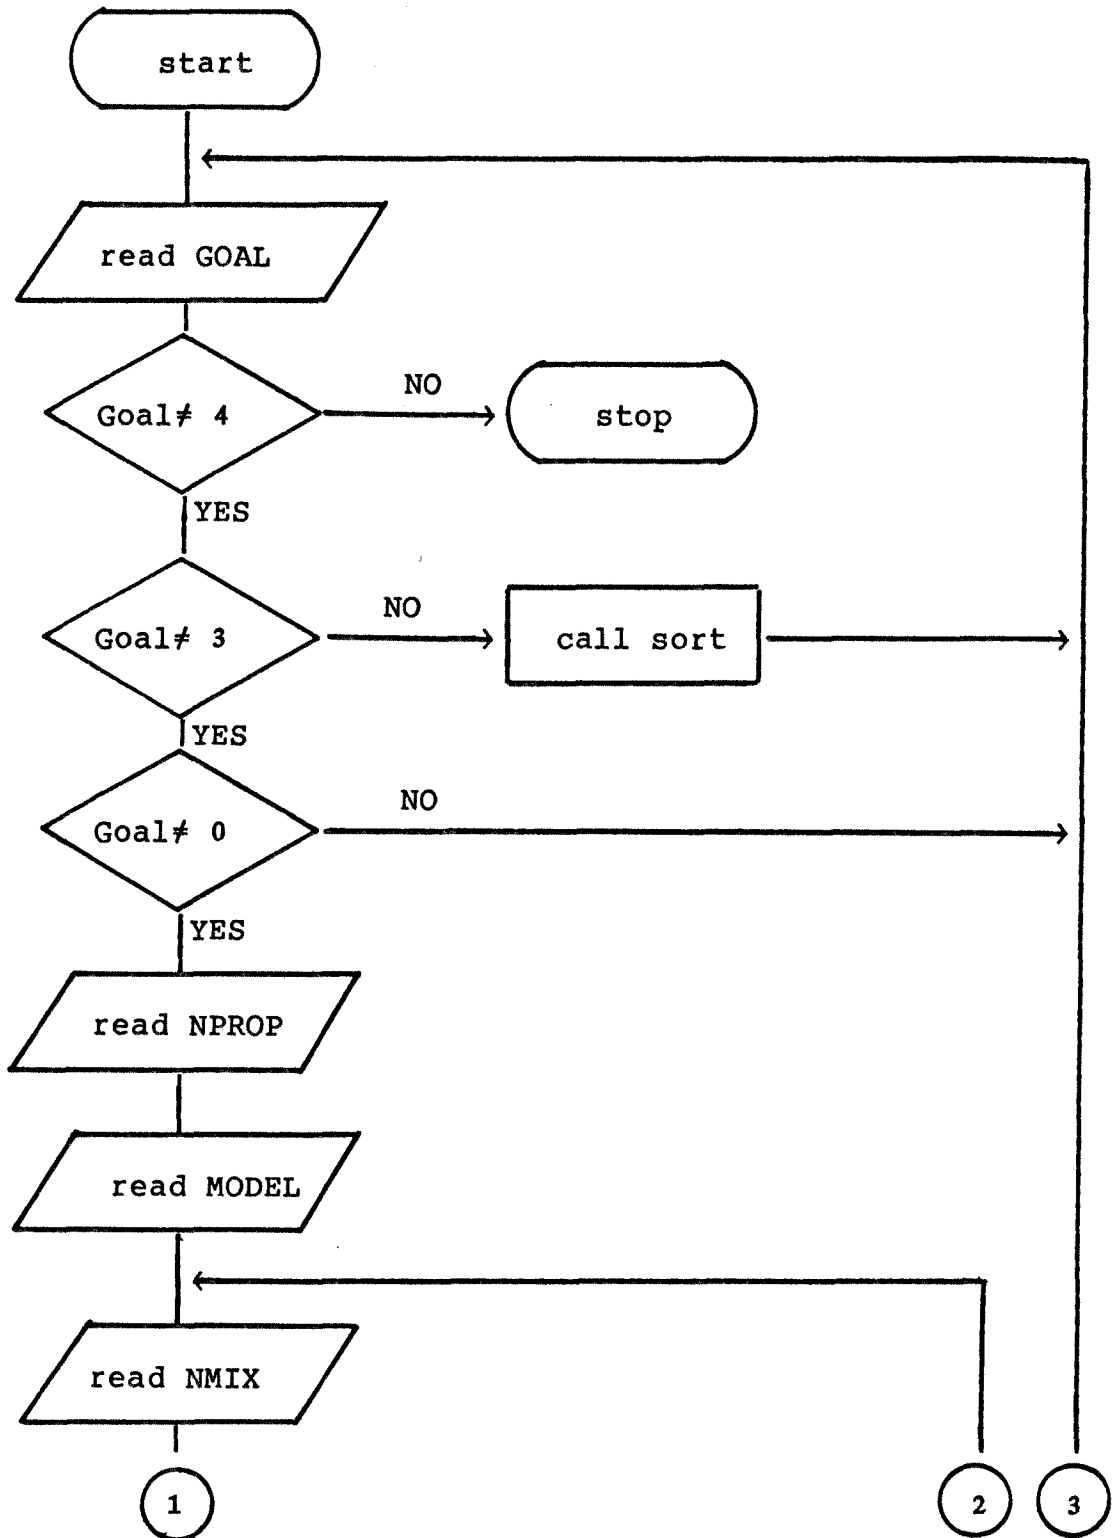 start
read GOAL
Goal≠ 4
NO
stop
YES
Goal≠ 3
NO
call sort
YES
Goal≠ 0
NO
YES
read NPROP
read MODEL
read NMIX
1
2
3